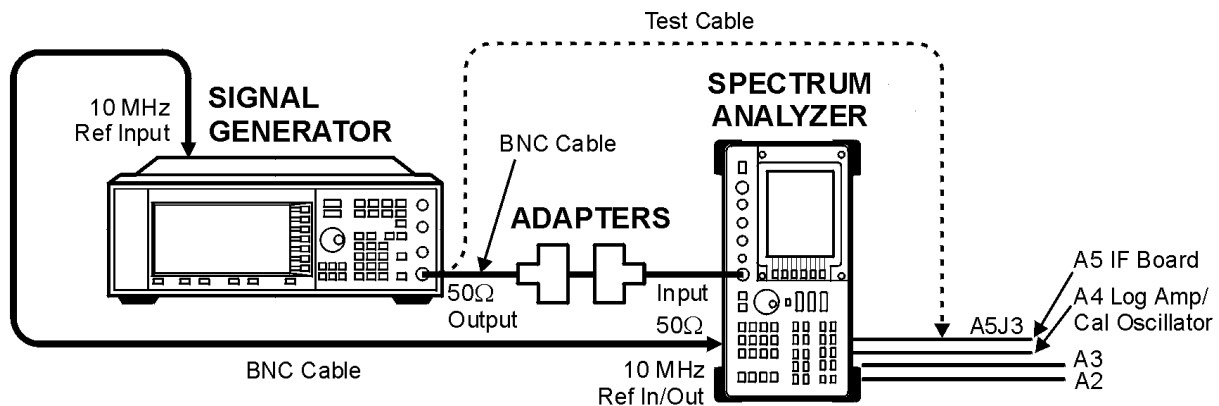 Test Cable
10 MHz
Ref Input
SIGNAL
GENERATOR
SPECTRUM
ANALYZER
BNC Cable
ADAPTERS
50Ω
Output
Input
50Ω
A5 IF Board
A4 Log Amp/
Cal Oscillator
A5J3
A3
A2
BNC Cable
10 MHz
Ref In/Out